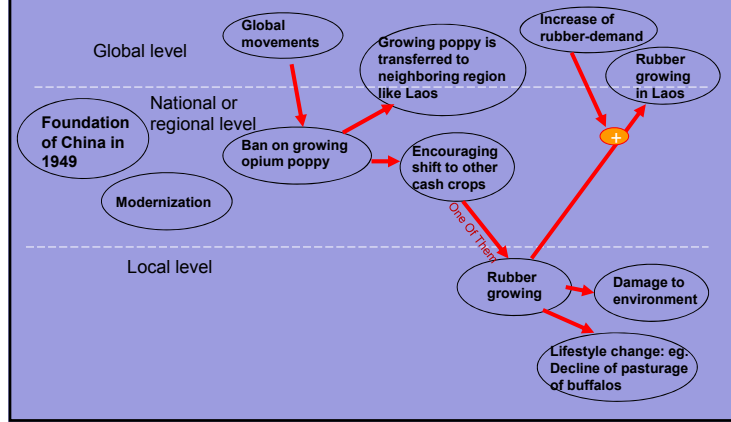 Global level
Global
movements
Growing poppy is
transferred to
neighboring region
like Laos
Increase of
rubber-demand
Rubber
growing
in Laos
National or
regional level
Foundation
of China in
1949
Ban on growing
opium poppy
Encouraging
shift to other
cash crops
+
Modernization
One Of Them
Local level
Rubber
growing
Damage to
environment
Lifestyle change: eg.
Decline of pasturage
of buffalos